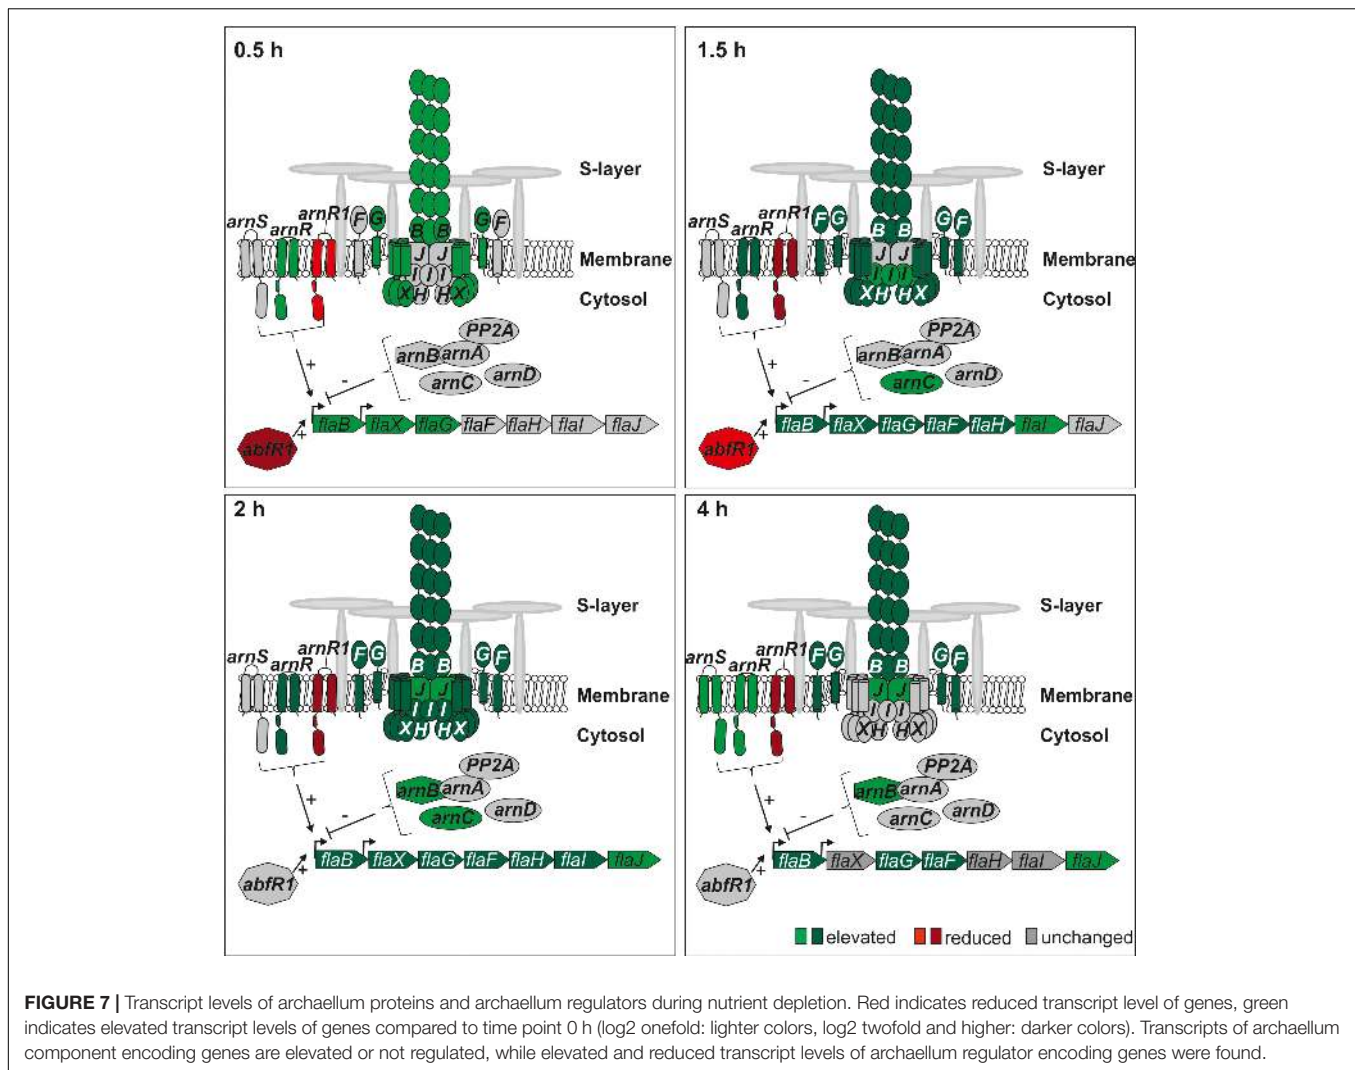 0.5 h
S-layer
arnS
arnR
arnR1
F
G
G
F
B
B
J
J
Membrane
I
I
I
X
H
H
X
Cytosol
PP2A
arnB
arnA
arnC
arnD
+
-
flaB
flaX
flaG
flaF
flaH
flaI
flaJ
abfR1
+
1.5 h
S-layer
arnS
arnR
arnR1
F
G
G
F
B
B
J
J
Membrane
I
I
I
X
H
H
X
Cytosol
PP2A
arnB
arnA
arnC
arnD
+
-
flaB
flaX
flaG
flaF
flaH
flaI
flaJ
abfR1
+
2 h
S-layer
arnS
arnR
arnR1
F
G
G
F
B
B
J
J
Membrane
I
I
I
X
H
H
X
Cytosol
PP2A
arnB
arnA
arnC
arnD
+
-
flaB
flaX
flaG
flaF
flaH
flaI
flaJ
abfR1
+
4 h
S-layer
arnS
arnR
arnR1
F
G
G
F
B
B
J
J
Membrane
I
I
I
X
H
H
X
Cytosol
PP2A
arnB
arnA
arnC
arnD
+
-
flaB
flaX
flaG
flaF
flaH
flaI
flaJ
abfR1
+
elevated
reduced
unchanged
FIGURE 7 | Transcript levels of archaellum proteins and archaellum regulators during nutrient depletion. Red indicates reduced transcript level of genes, green
indicates elevated transcript levels of genes compared to time point 0 h (log2 onefold: lighter colors, log2 twofold and higher: darker colors). Transcripts of archaellum
component encoding genes are elevated or not regulated, while elevated and reduced transcript levels of archaellum regulator encoding genes were found.